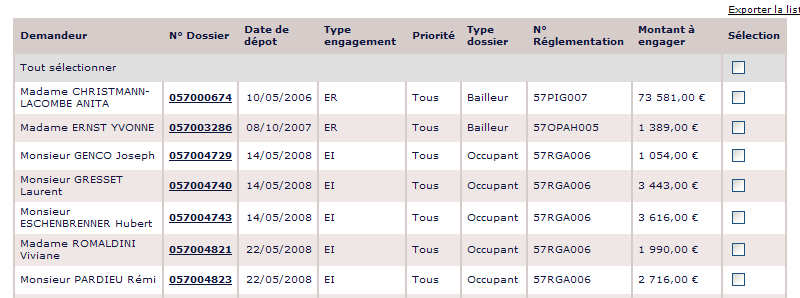 Exporter la list
Demandeur N° Dossier Date de dépot Type engagement Priorité Type dossier N° Réglementation Montant à engager Sélection
Tout sélectionner
Madame CHRISTMANN-LACOMBE ANITA 057000674 10/05/2006 ER Tous Bailleur 57PIG007 73 581,00 €
Madame ERNST YVONNE 057003286 08/10/2007 ER Tous Bailleur 57OPAH005 1 389,00 €
Monsieur GENCO Joseph 057004729 14/05/2008 EI Tous Occupant 57RGA006 1 054,00 €
Monsieur GRESSET Laurent 057004740 14/05/2008 EI Tous Occupant 57RGA006 3 443,00 €
Monsieur ESCHENBRENNER Hubert 057004743 14/05/2008 EI Tous Occupant 57RGA006 3 616,00 €
Madame ROMALDINI Viviane 057004821 22/05/2008 EI Tous Occupant 57RGA006 1 990,00 €
Monsieur PARDIEU Rémi 057004823 22/05/2008 EI Tous Occupant 57RGA006 2 716,00 €